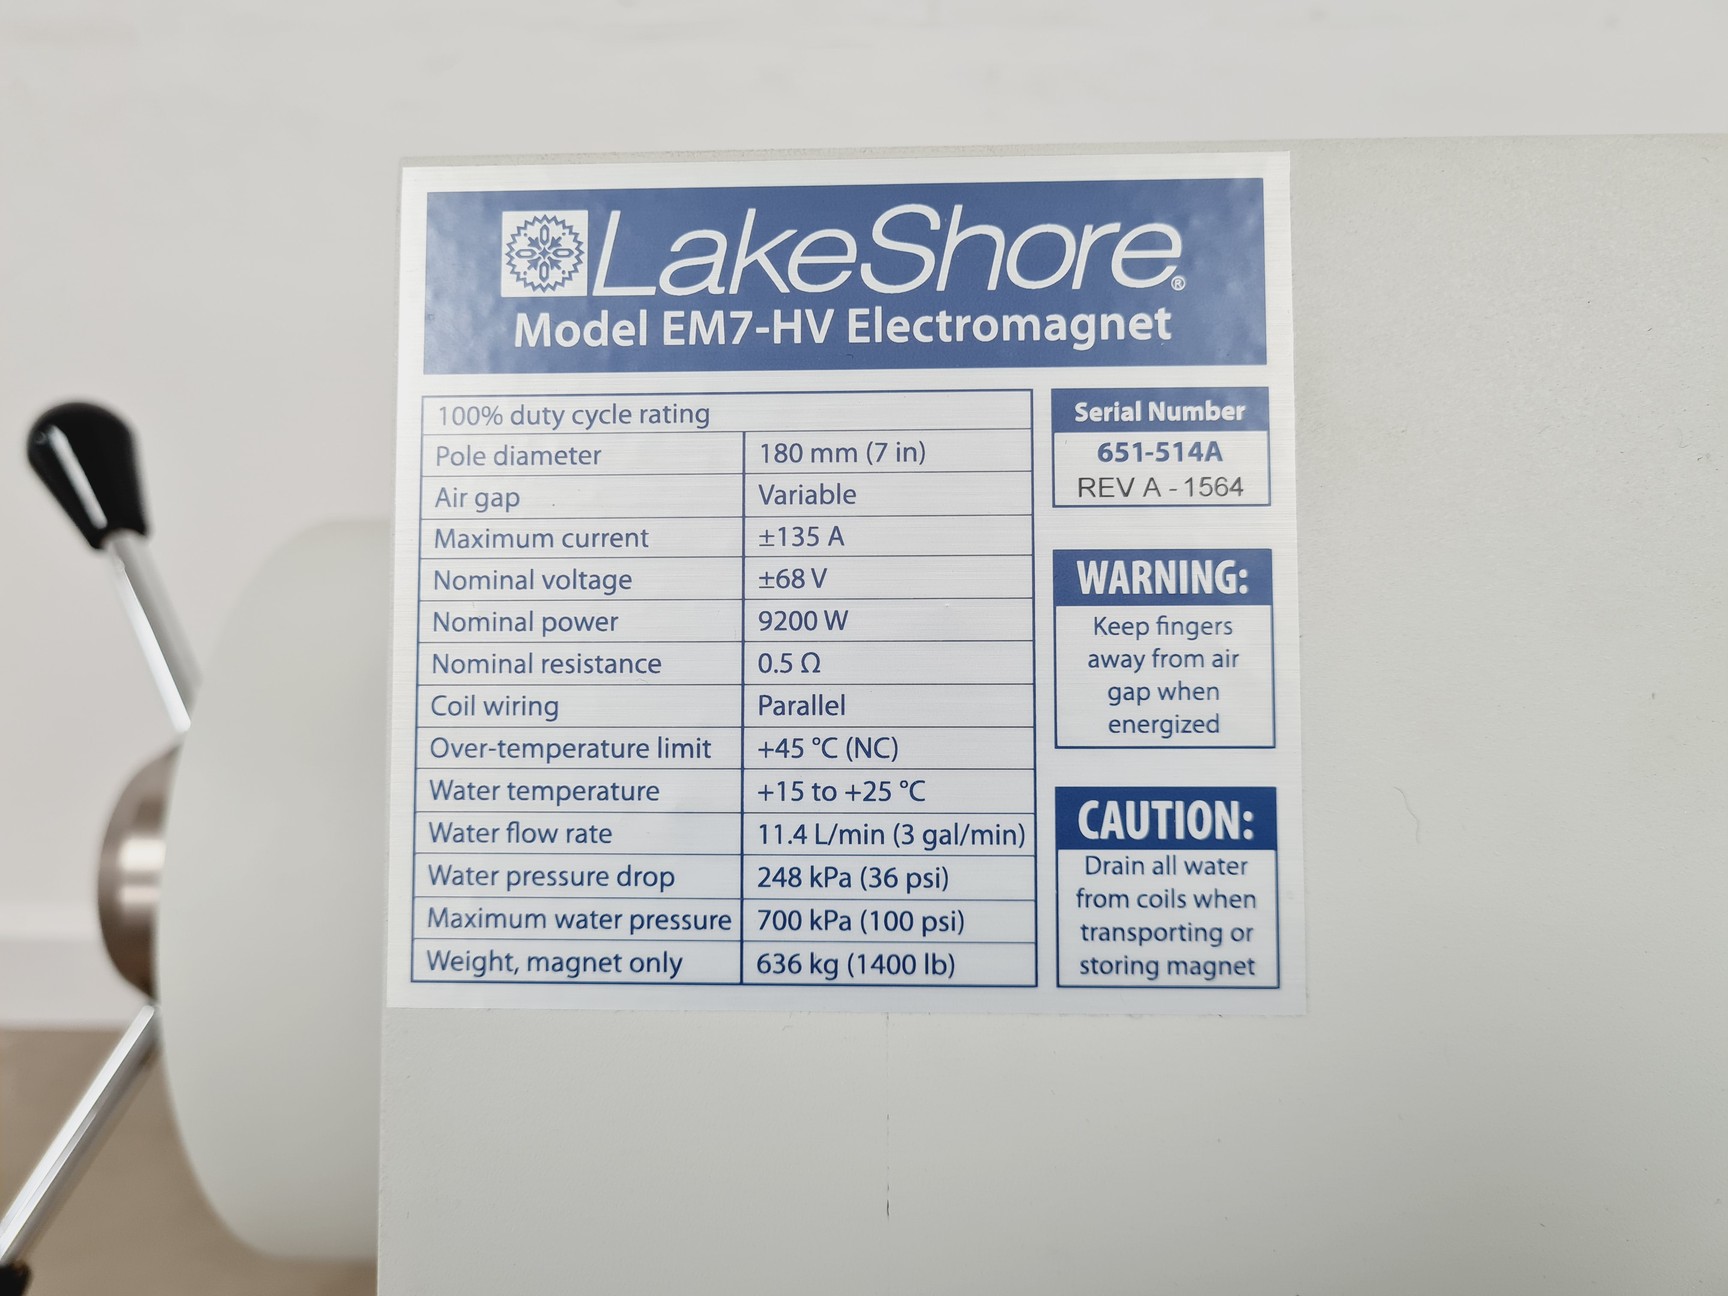 LakeShore®
Model EM7-HV Electromagnet
100% duty cycle rating
Pole diameter 180 mm (7 in)
Air gap Variable
Maximum current ±135 A
Nominal voltage ±68 V
Nominal power 9200 W
Nominal resistance 0.5 Ω
Coil wiring Parallel
Over-temperature limit +45 °C (NC)
Water temperature +15 to +25 °C
Water flow rate 11.4 L/min (3 gal/min)
Water pressure drop 248 kPa (36 psi)
Maximum water pressure 700 kPa (100 psi)
Weight, magnet only 636 kg (1400 lb)
Serial Number
651-514A
REV A - 1564
WARNING:
Keep fingers
away from air
gap when
energized
CAUTION:
Drain all water
from coils when
transporting or
storing magnet